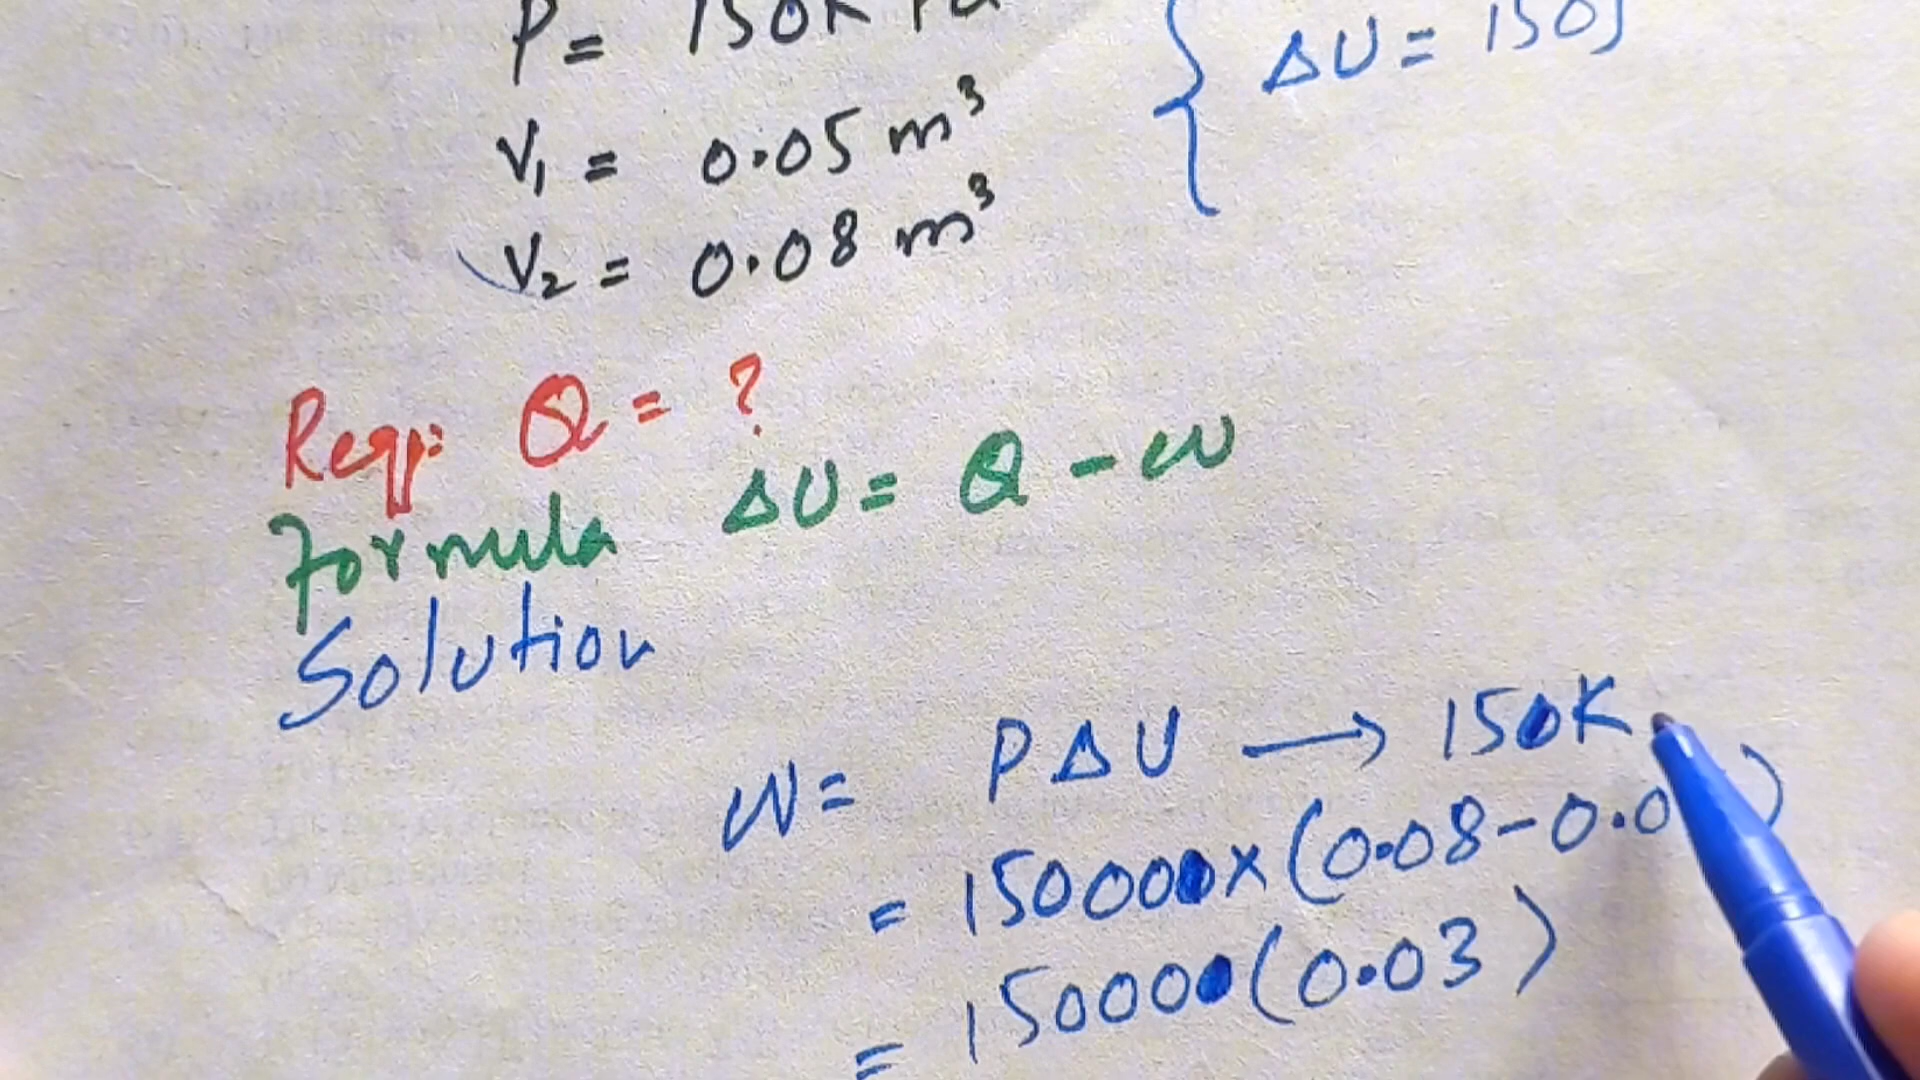 P = 150K Pa
ΔU = 150J
V₁ = 0.05 m³
V₂ = 0.08 m³
Req: Q = ?
Formula ΔU = Q - W
Solution
W = PΔU → 150K
= 150000 x (0.08 - 0.0 )
= 150000 (0.03)
=